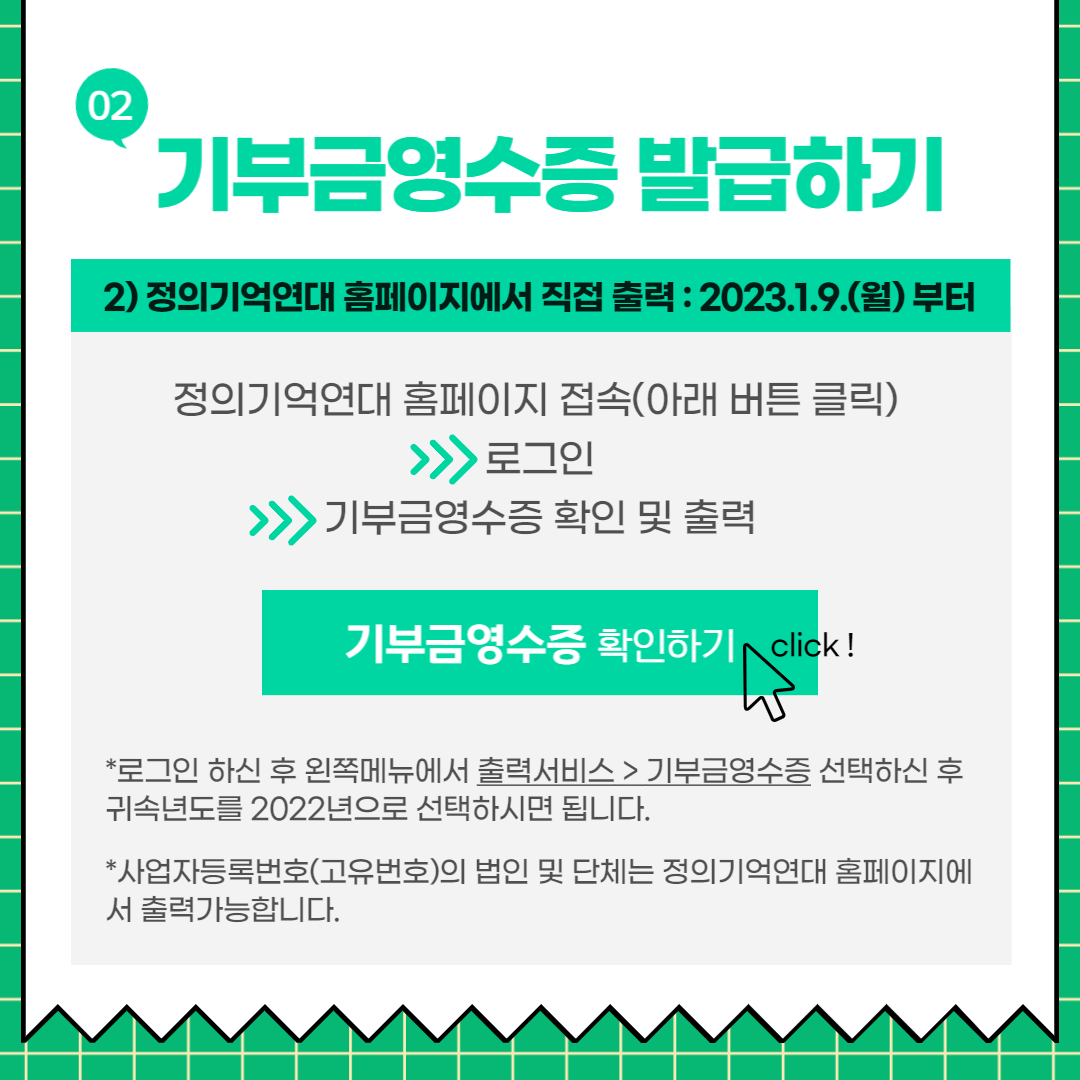 02
기부금영수증 발급하기
2) 정의기억연대 홈페이지에서 직접 출력 : 2023.1.9.(월) 부터
정의기억연대 홈페이지 접속(아래 버튼 클릭)
로그인
기부금영수증 확인 및 출력
기부금영수증 확인하기
click !
*로그인 하신 후 왼쪽메뉴에서 출력서비스 > 기부금영수증 선택하신 후
귀속년도를 2022년으로 선택하시면 됩니다.
*사업자등록번호(고유번호)의 법인 및 단체는 정의기억연대 홈페이지에
서 출력가능합니다.